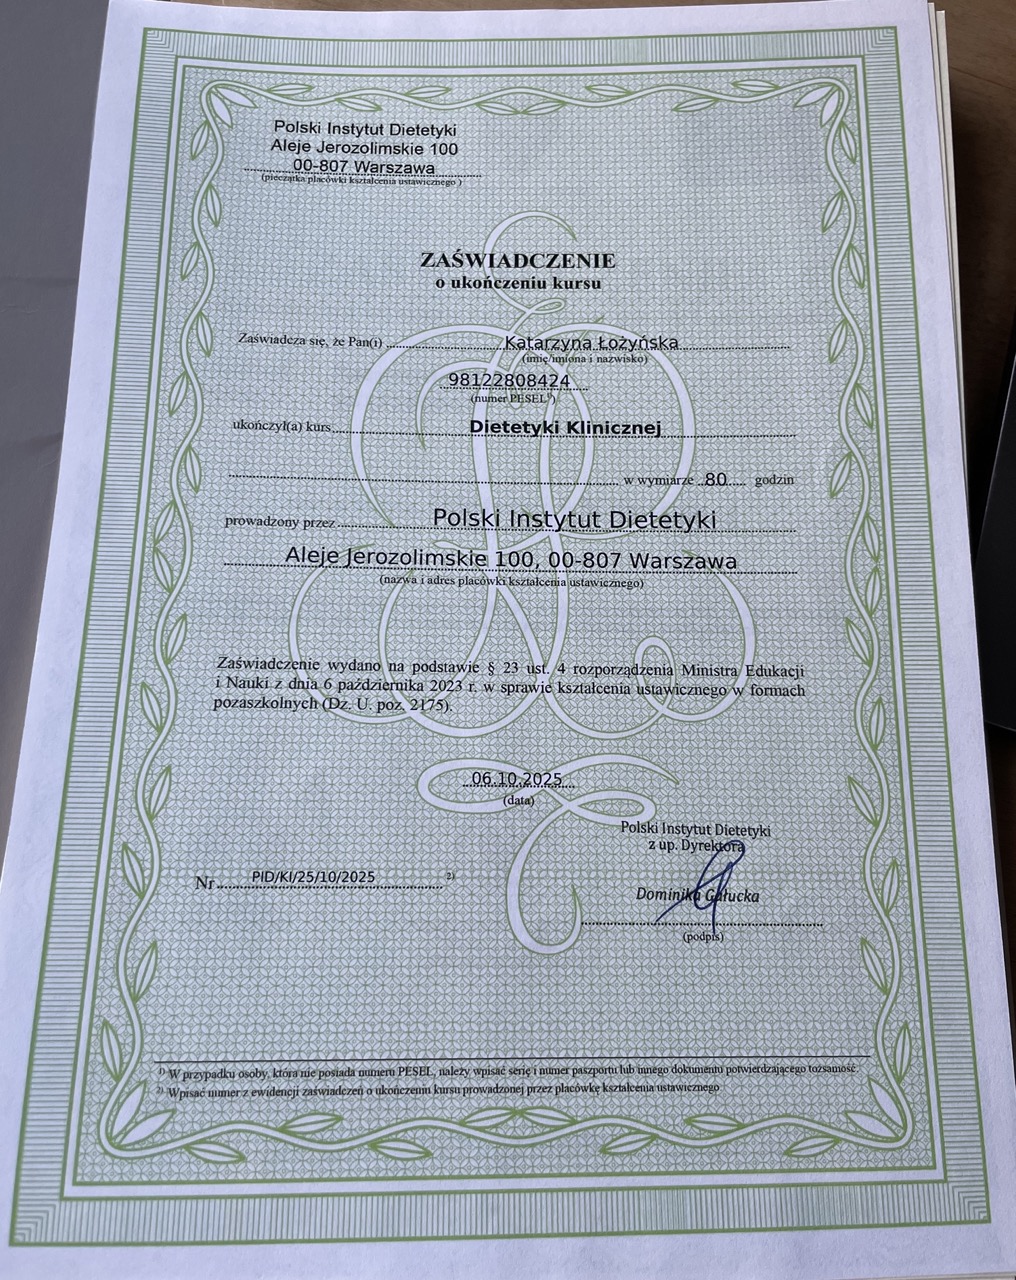 Polski Instytut Dietetyki
Aleje Jerozolimskie 100
00-807 Warszawa
(pieczątka placówki kształcenia ustawicznego )
ZAŚWIADCZENIE
o ukończeniu kursu
Zaświadcza się, że Pan(i) Katarzyna Łożyńska
(imię/imiona i nazwisko)
98122808424
(numer PESEL¹⁾)
ukończył(a) kurs Dietetyki Klinicznej
w wymiarze 80 godzin
prowadzony przez Polski Instytut Dietetyki
Aleje Jerozolimskie 100, 00-807 Warszawa
(nazwa i adres placówki kształcenia ustawicznego)
Zaświadczenie wydano na podstawie § 23 ust. 4 rozporządzenia Ministra Edukacji
i Nauki z dnia 6 października 2023 r. w sprawie kształcenia ustawicznego w formach
pozaszkolnych (Dz. U. poz. 2175).
06.10.2025
(data)
Polski Instytut Dietetyki
z up. Dyrektora
Nr PID/KI/25/10/2025 ²⁾
Dominika Gałucka
(podpis)
¹⁾ W przypadku osoby, która nie posiada numeru PESEL, należy wpisać serię i numer paszportu lub innego dokumentu potwierdzającego tożsamość.
²⁾ Wpisać numer z ewidencji zaświadczeń o ukończeniu kursu prowadzonej przez placówkę kształcenia ustawicznego.